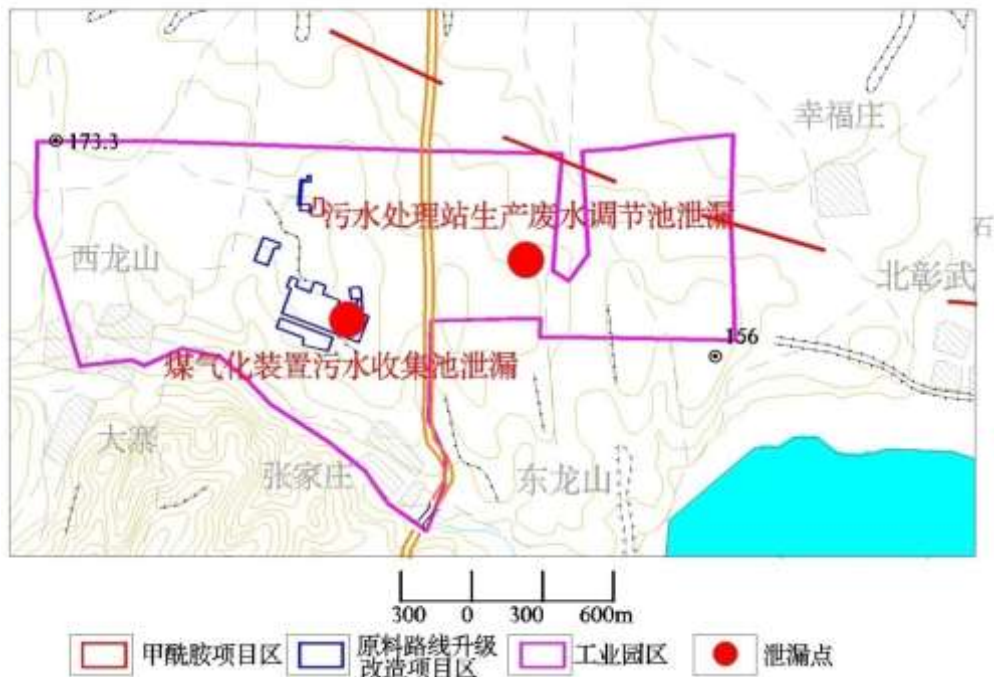 幸福庄
173.3
污水处理站生产废水调节池泄漏
石
西龙山
北彰武
156
煤气化装置污水收集池泄漏
大寨
张家庄
东龙山
300 0 300 600m
甲酰胺项目区
原料路线升级
改造项目区
工业园区
泄漏点